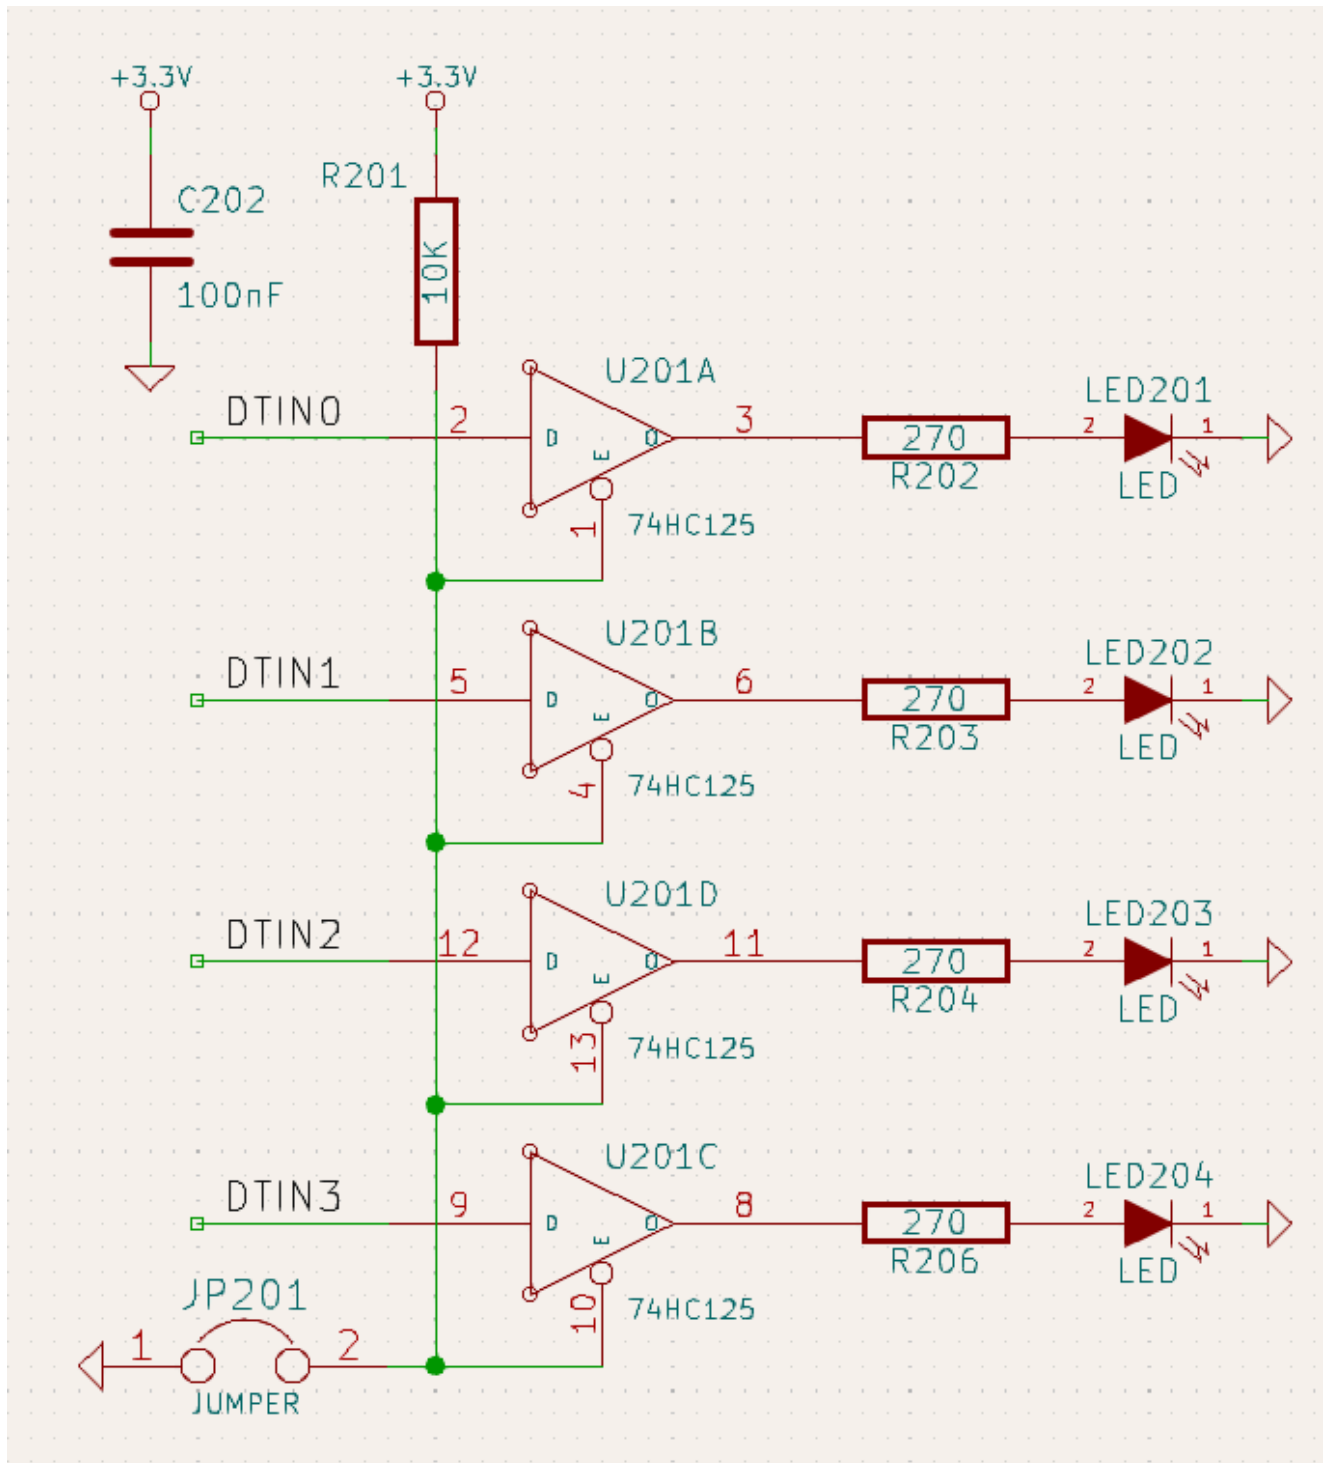 +3.3V
+3.3V
R201
C202
10K
100nF
U201A
LED201
DTIN0
2
D
O
3
270
2
1
E
R202
LED
1
74HC125
U201B
LED202
DTIN1
5
D
O
6
270
2
1
E
R203
LED
4
74HC125
U201D
LED203
DTIN2
12
D
O
11
270
2
1
E
R204
LED
13
74HC125
U201C
LED204
DTIN3
9
D
O
8
270
2
1
E
R206
LED
JP201
10
74HC125
1
2
JUMPER